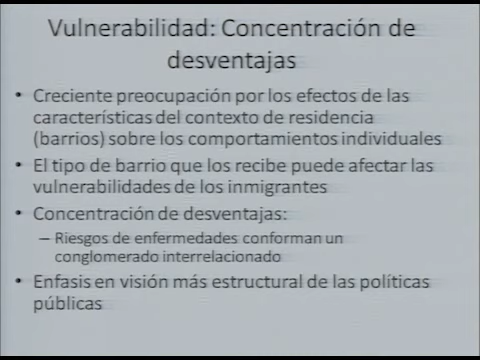 Vulnerabilidad: Concentración de
desventajas
• Creciente preocupación por los efectos de las
características del contexto de residencia
(barrios) sobre los comportamientos individuales
• El tipo de barrio que los recibe puede afectar las
vulnerabilidades de los inmigrantes
• Concentración de desventajas:
– Riesgos de enfermedades conforman un
conglomerado interrelacionado
• Enfasis en visión más estructural de las políticas
públicas